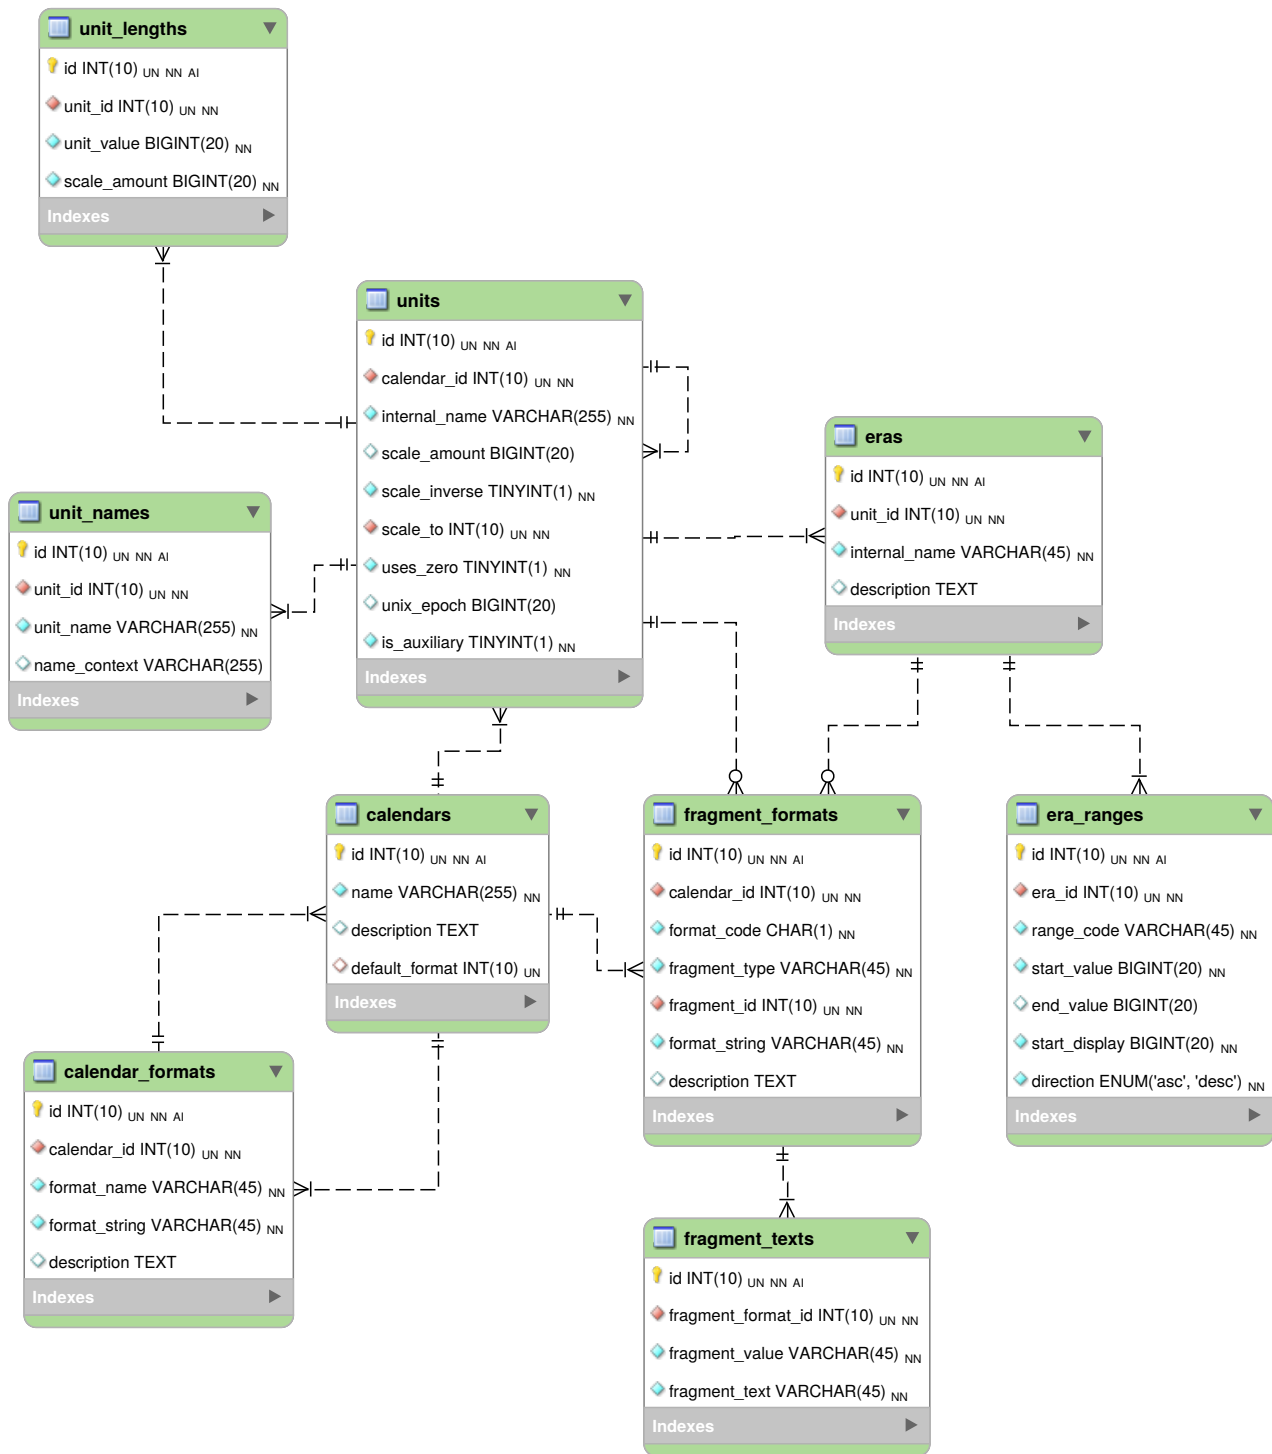 unit_lengths
id INT(10) UN NN AI
unit_id INT(10) UN NN
unit_value BIGINT(20) NN
scale_amount BIGINT(20) NN
Indexes
units
id INT(10) UN NN AI
calendar_id INT(10) UN NN
internal_name VARCHAR(255) NN
scale_amount BIGINT(20)
scale_inverse TINYINT(1) NN
scale_to INT(10) UN NN
uses_zero TINYINT(1) NN
unix_epoch BIGINT(20)
is_auxiliary TINYINT(1) NN
Indexes
eras
id INT(10) UN NN AI
unit_id INT(10) UN NN
internal_name VARCHAR(45) NN
description TEXT
Indexes
unit_names
id INT(10) UN NN AI
unit_id INT(10) UN NN
unit_name VARCHAR(255) NN
name_context VARCHAR(255)
Indexes
calendars
id INT(10) UN NN AI
name VARCHAR(255) NN
description TEXT
default_format INT(10) UN
Indexes
fragment_formats
id INT(10) UN NN AI
calendar_id INT(10) UN NN
format_code CHAR(1) NN
fragment_type VARCHAR(45) NN
fragment_id INT(10) UN NN
format_string VARCHAR(45) NN
description TEXT
Indexes
era_ranges
id INT(10) UN NN AI
era_id INT(10) UN NN
range_code VARCHAR(45) NN
start_value BIGINT(20) NN
end_value BIGINT(20)
start_display BIGINT(20) NN
direction ENUM('asc', 'desc') NN
Indexes
calendar_formats
id INT(10) UN NN AI
calendar_id INT(10) UN NN
format_name VARCHAR(45) NN
format_string VARCHAR(45) NN
description TEXT
Indexes
fragment_texts
id INT(10) UN NN AI
fragment_format_id INT(10) UN NN
fragment_value VARCHAR(45) NN
fragment_text VARCHAR(45) NN
Indexes